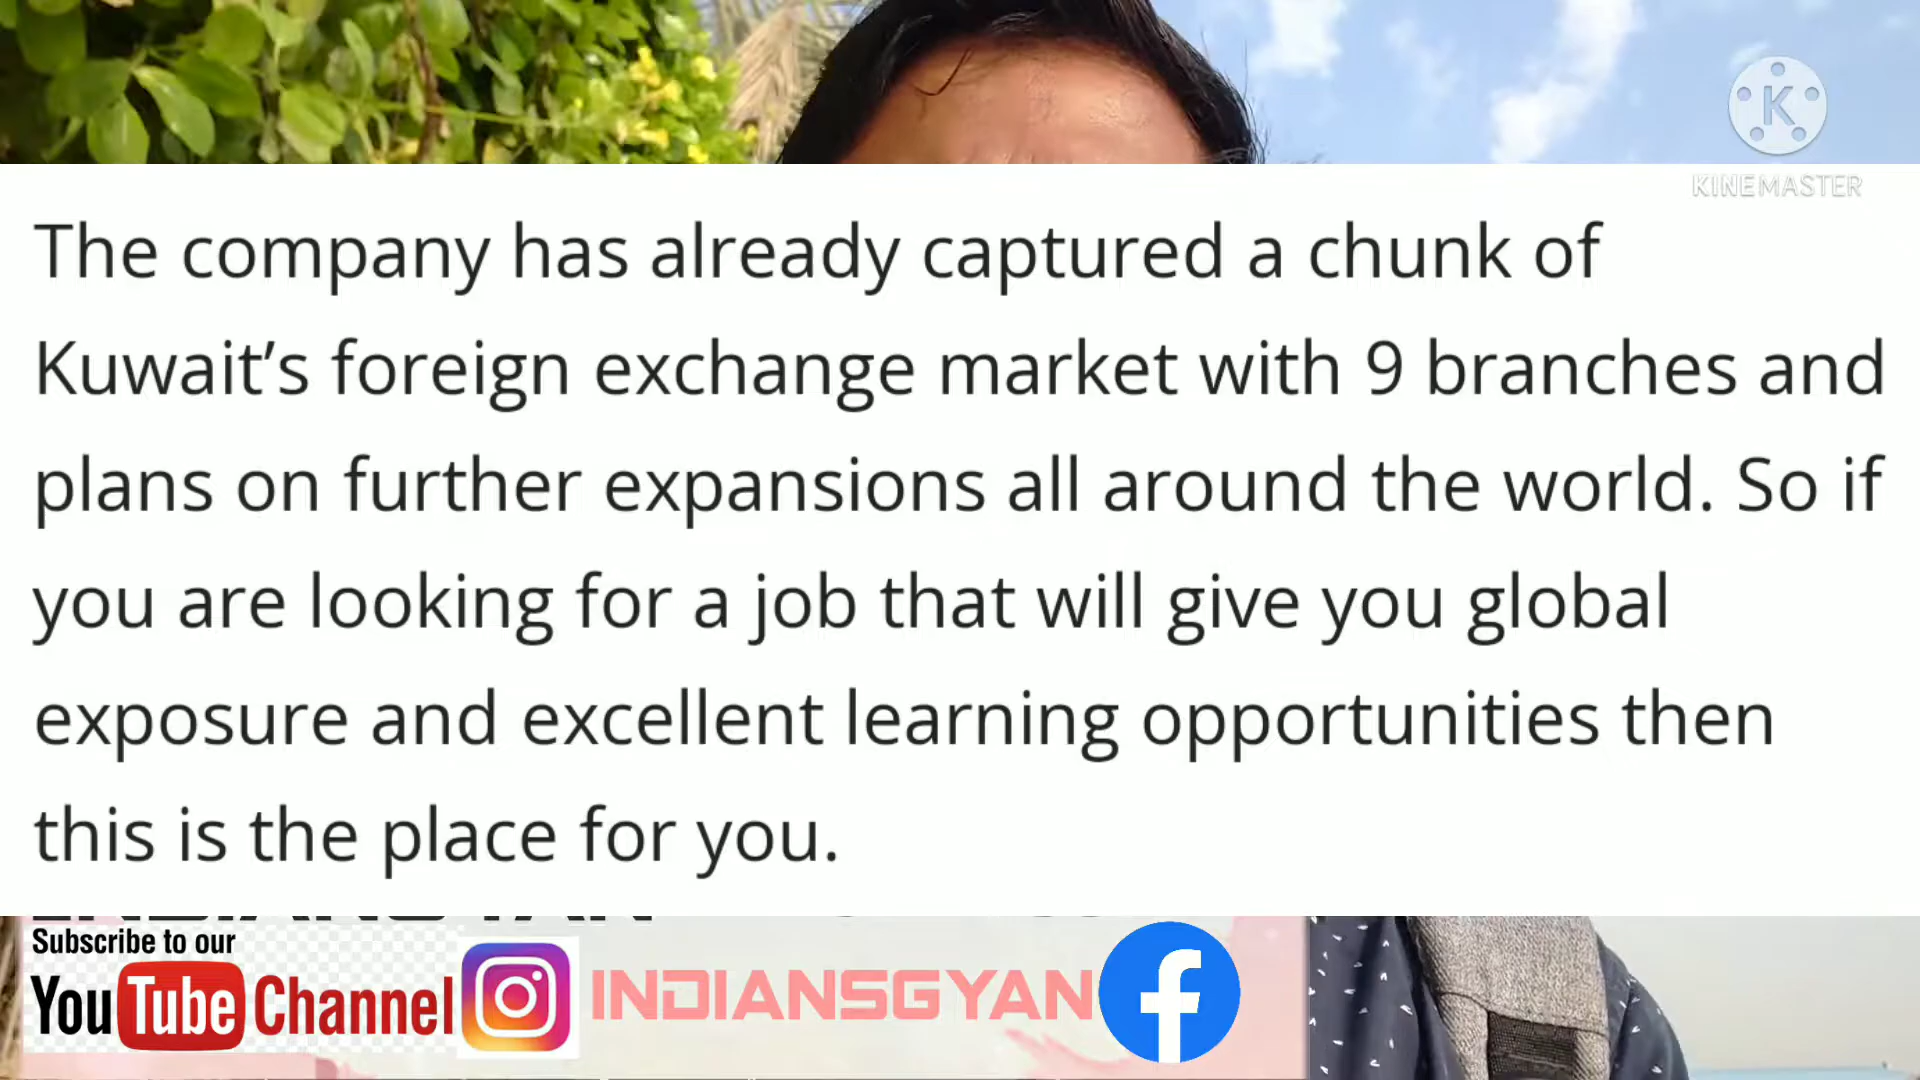 KINEMASTER
The company has already captured a chunk of
Kuwait’s foreign exchange market with 9 branches and
plans on further expansions all around the world. So if
you are looking for a job that will give you global
exposure and excellent learning opportunities then
this is the place for you.
Subscribe to our
YouTube Channel
INDIANSGYAN